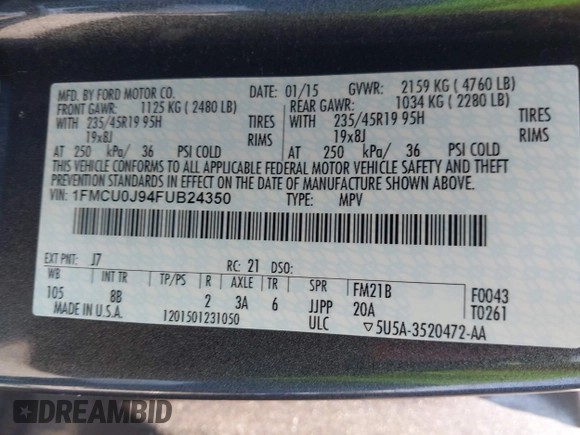 MFD. BY FORD MOTOR CO. DATE: 01/15 GVWR: 2159 KG ( 4760 LB)
FRONT GAWR: 1125 KG ( 2480 LB) REAR GAWR: 1034 KG ( 2280 LB)
WITH 235/45R19 95H TIRES WITH 235/45R19 95H TIRES
19x8J RIMS 19x8J RIMS
AT 250 kPa/ 36 PSI COLD AT 250 kPa/ 36 PSI COLD
THIS VEHICLE CONFORMS TO ALL APPLICABLE FEDERAL MOTOR VEHICLE SAFETY AND THEFT
PREVENTION STANDARDS IN EFFECT ON THE DATE OF MANUFACTURE SHOWN ABOVE.
VIN: 1FMCU0J94FUB24350 TYPE: MPV
EXT PNT: J7 RC: 21 DSO:
WB INT TR TP/PS R AXLE TR SPR FM21B F0043
105 8B 2 3A 6 JJPP 20A T0261
MADE IN U.S.A. 1201501231050 ULC ▽5U5A-3520472-AA
DREAMBID